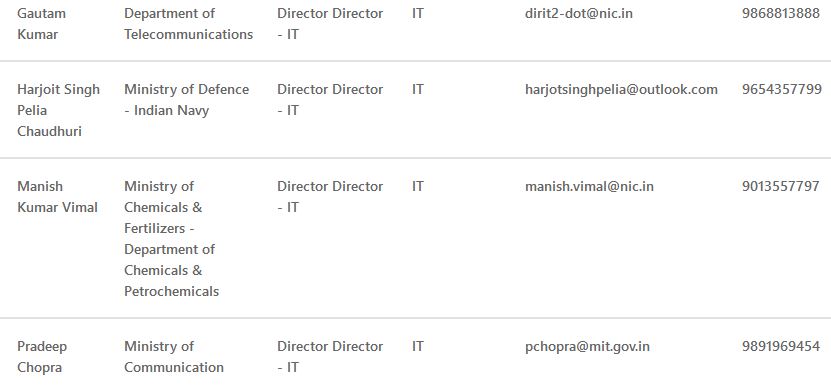 Gautam Department of Director Director IT dirit2-dot@nic.in 9868813888
Kumar Telecommunications - IT
Harjoit Singh Ministry of Defence Director Director IT harjotsinghpelia@outlook.com 9654357799
Pelia - Indian Navy - IT
Chaudhuri
Manish Ministry of Director Director IT manish.vimal@nic.in 9013557797
Kumar Vimal Chemicals & - IT
Fertilizers -
Department of
Chemicals &
Petrochemicals
Pradeep Ministry of Director Director IT pchopra@mit.gov.in 9891969454
Chopra Communication - IT